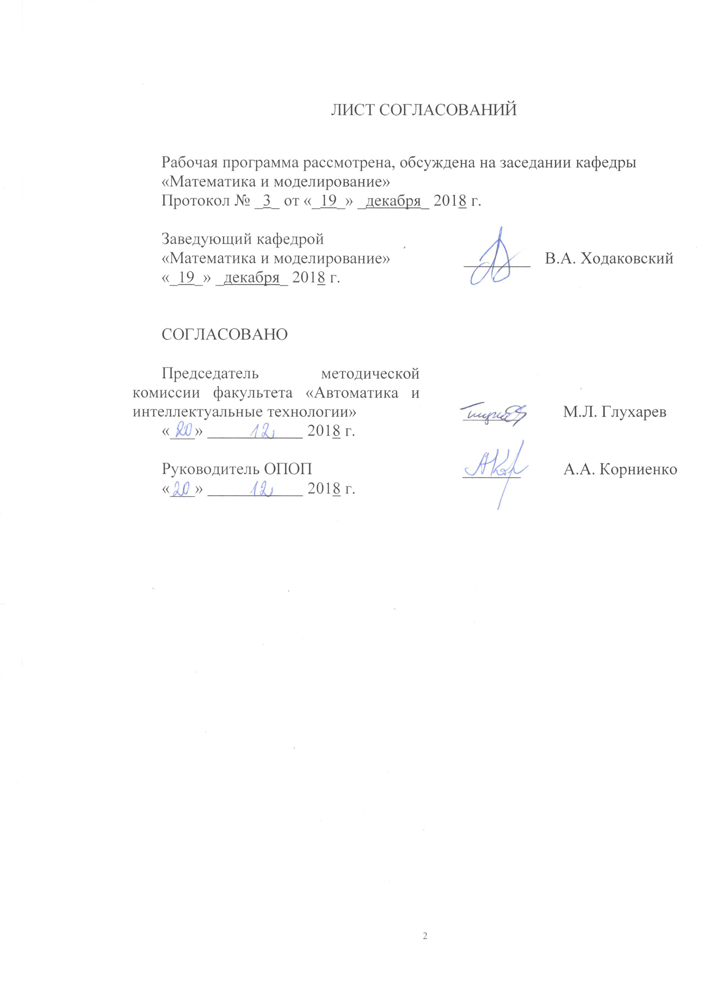 ЛИСТ СОГЛАСОВАНИЙ
Рабочая программа рассмотрена, обсуждена на заседании кафедры
«Математика и моделирование»
Протокол № _3_ от «_19_» _декабря_ 2018 г.
Заведующий кафедрой
«Математика и моделирование» В.А. Ходаковский
«_19_» _декабря_ 2018 г.
СОГЛАСОВАНО
Председатель методической
комиссии факультета «Автоматика и
интеллектуальные технологии» М.Л. Глухарев
«20» 12 2018 г.
Руководитель ОПОП А.А. Корниенко
«20» 12 2018 г.
2